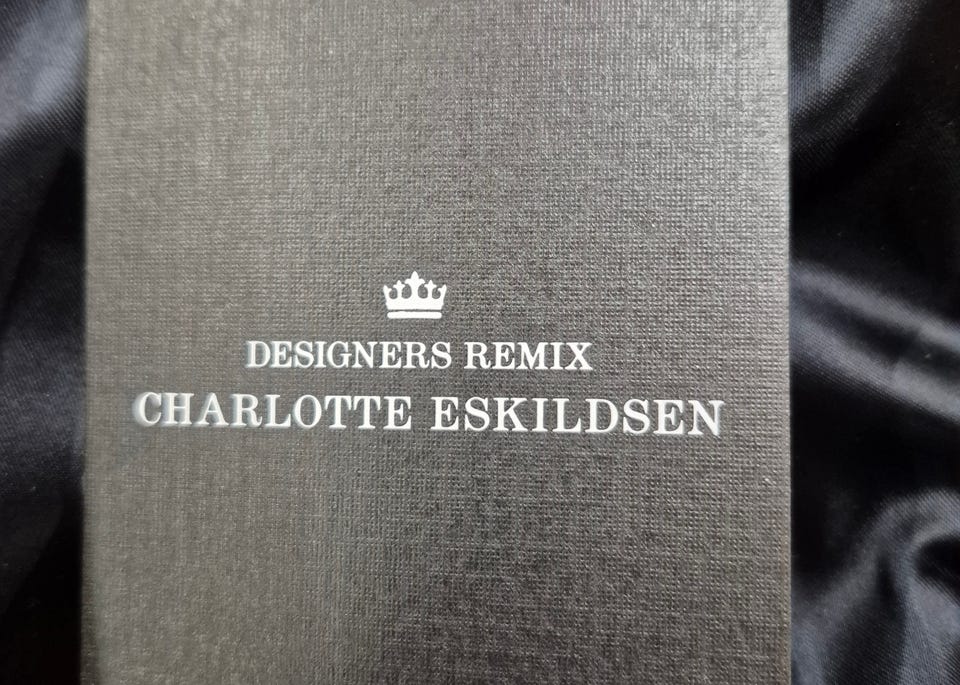 DESIGNERS REMIX
CHARLOTTE ESKILDSEN